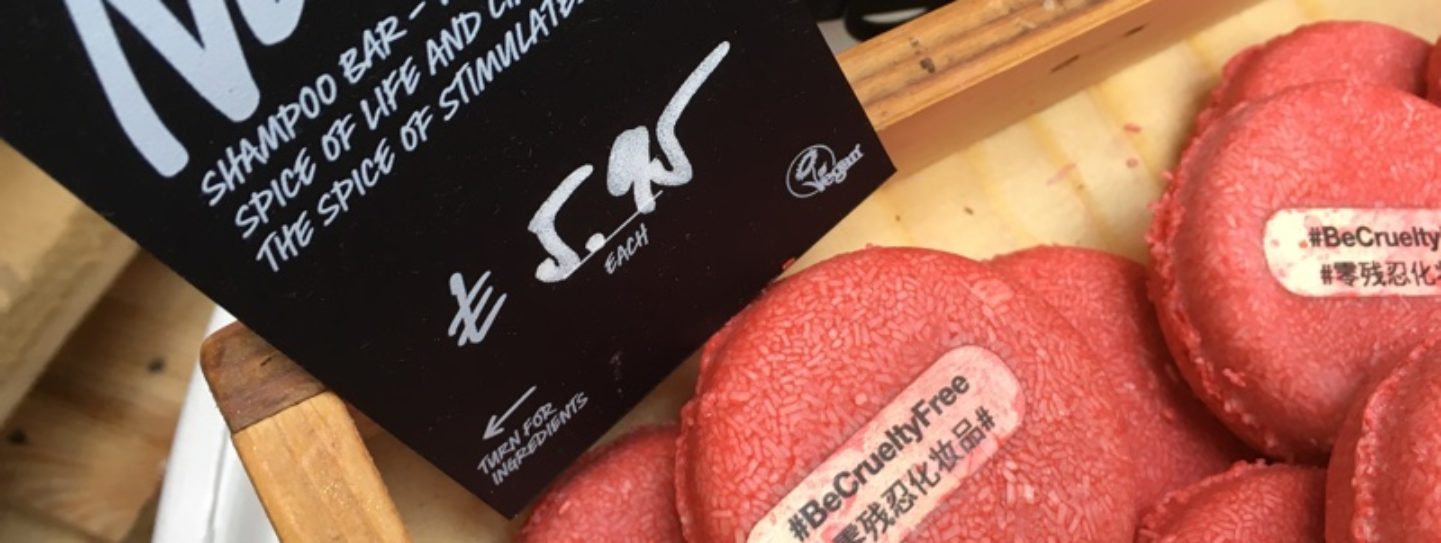 SHAMPOO BAR -
SPICE OF LIFE AND
THE SPICE OF
£ 5.95
EACH
Vegan
TURN FOR
INGREDIENTS
#BeCrueltyFree
零残忍化妆品#
#BeCruelty
#零残忍化妆